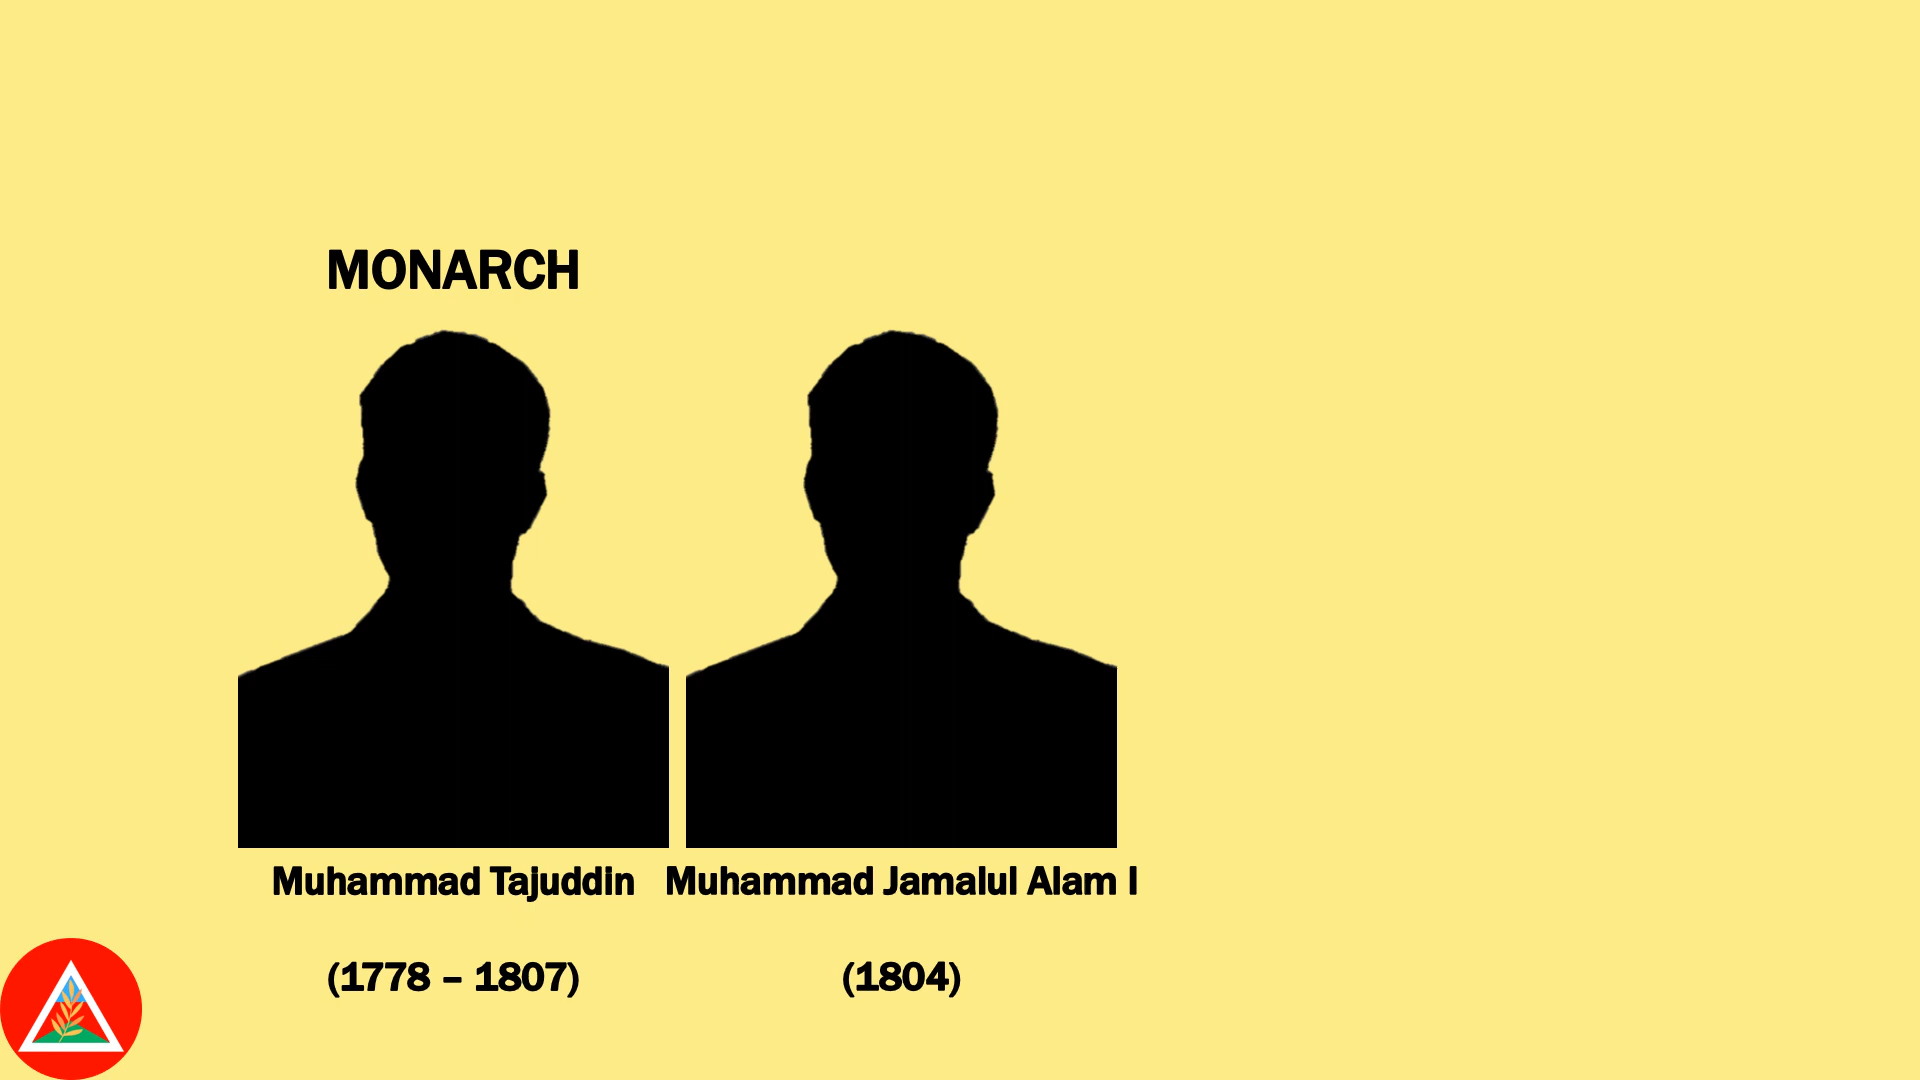 MONARCH
Muhammad Tajuddin
(1778 – 1807)
Muhammad Jamalul Alam I
(1804)